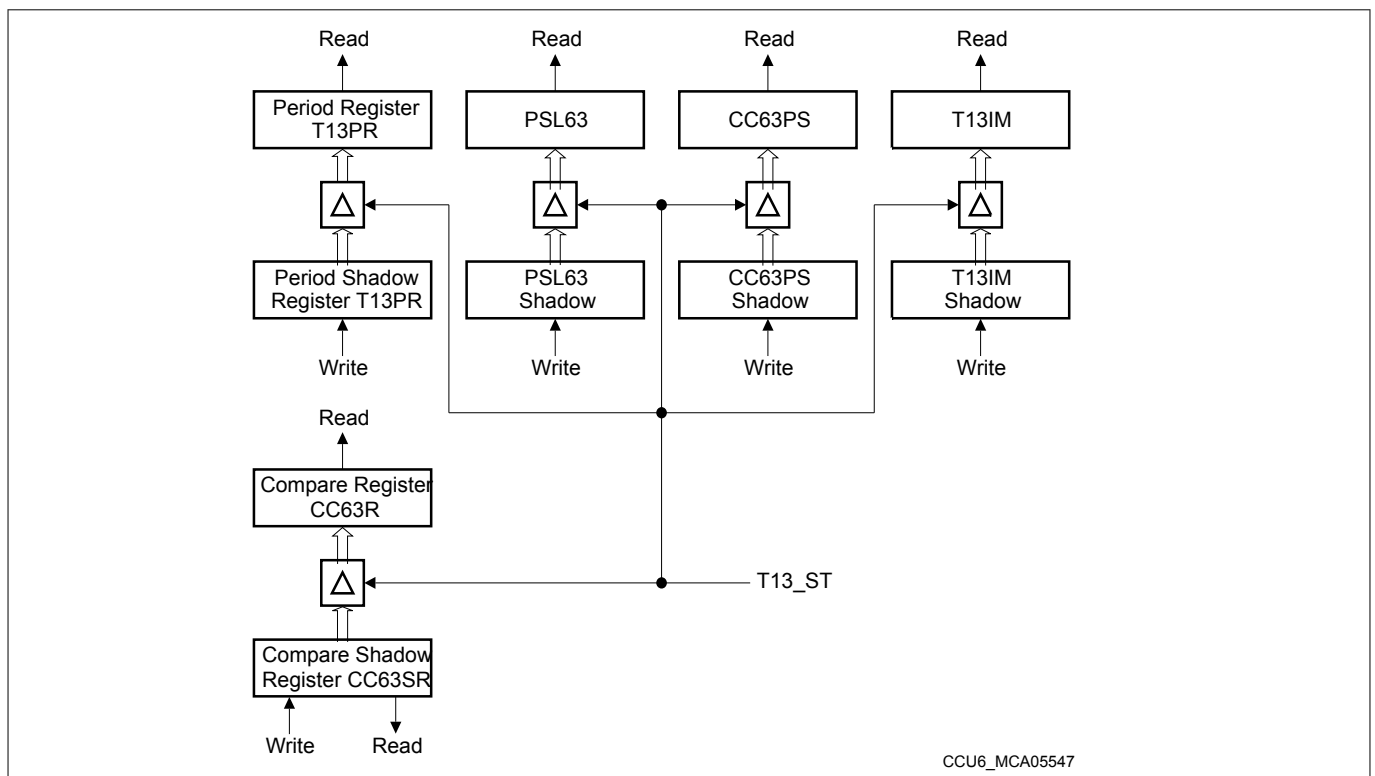 Read Read Read Read
Period Register PSL63 CC63PS T13IM
T13PR
Period Shadow PSL63 CC63PS T13IM
Register T13PR Shadow Shadow Shadow
Write Write Write Write
Read
Compare Register
CC63R
T13_ST
Compare Shadow
Register CC63SR
Write Read
CCU6_MCA05547